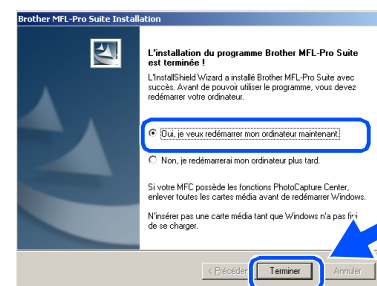 Brother MFL-Pro Suite Installa
L'installation du programme Brother MFL-Pro Suite
est terminée !
L'InstallShield Wizard a installé Brother MFL-Pro Suite avec
succès. Avant de pouvoir utiliser le programme, vous devez
redémarrer votre ordinateur.
Oui, je veux redémarrer mon ordinateur maintenant.
Non, je redémarrerai mon ordinateur plus tard.
Si votre MFC possède les fonctions PhotoCapture Center,
enlever toutes les cartes média avant de redémarrer Windows.
N'insérer pas une carte média tant que Windows n'a pas fini
de se charger.
< Précéder Terminer Annuler